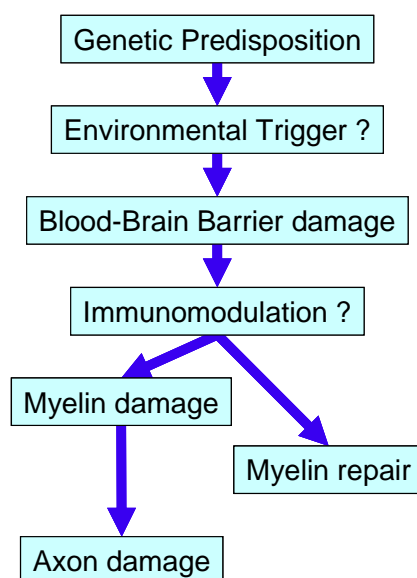 Genetic Predisposition
Environmental Trigger ?
Blood-Brain Barrier damage
Immunomodulation ?
Myelin damage
Myelin repair
Axon damage